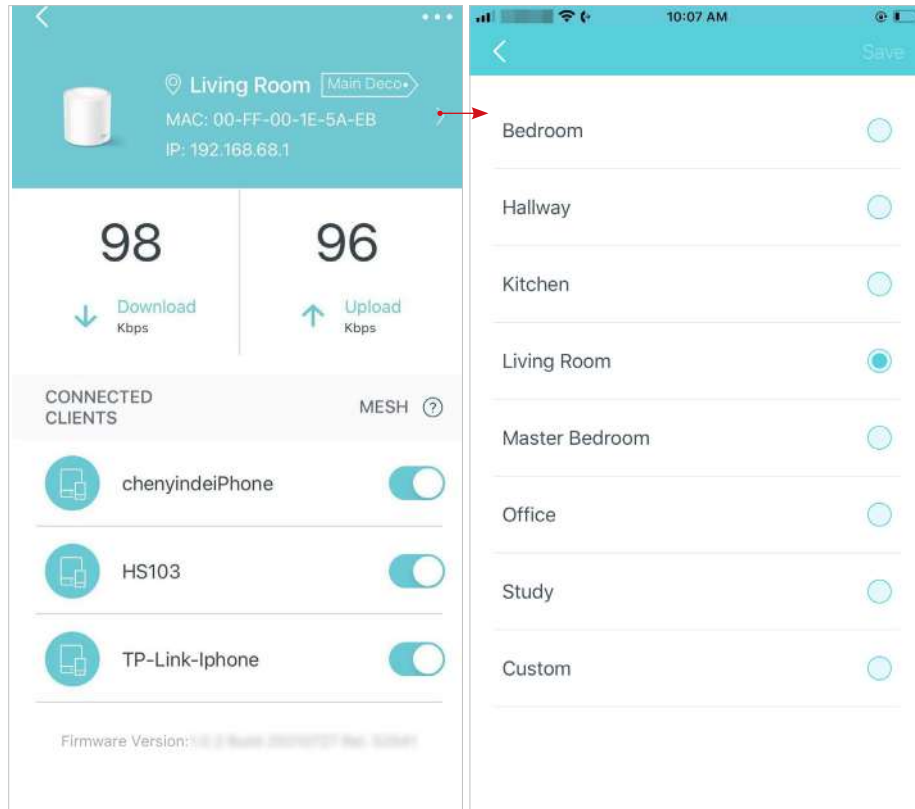 Living Room Main Deco
MAC: 00-FF-00-1E-5A-EB
IP: 192.168.68.1
98
Download
Kbps
96
Upload
Kbps
CONNECTED
CLIENTS
MESH ?
chenyindeiPhone
HS103
TP-Link-Iphone
Firmware Version:
10:07 AM
Save
Bedroom
Hallway
Kitchen
Living Room
Master Bedroom
Office
Study
Custom